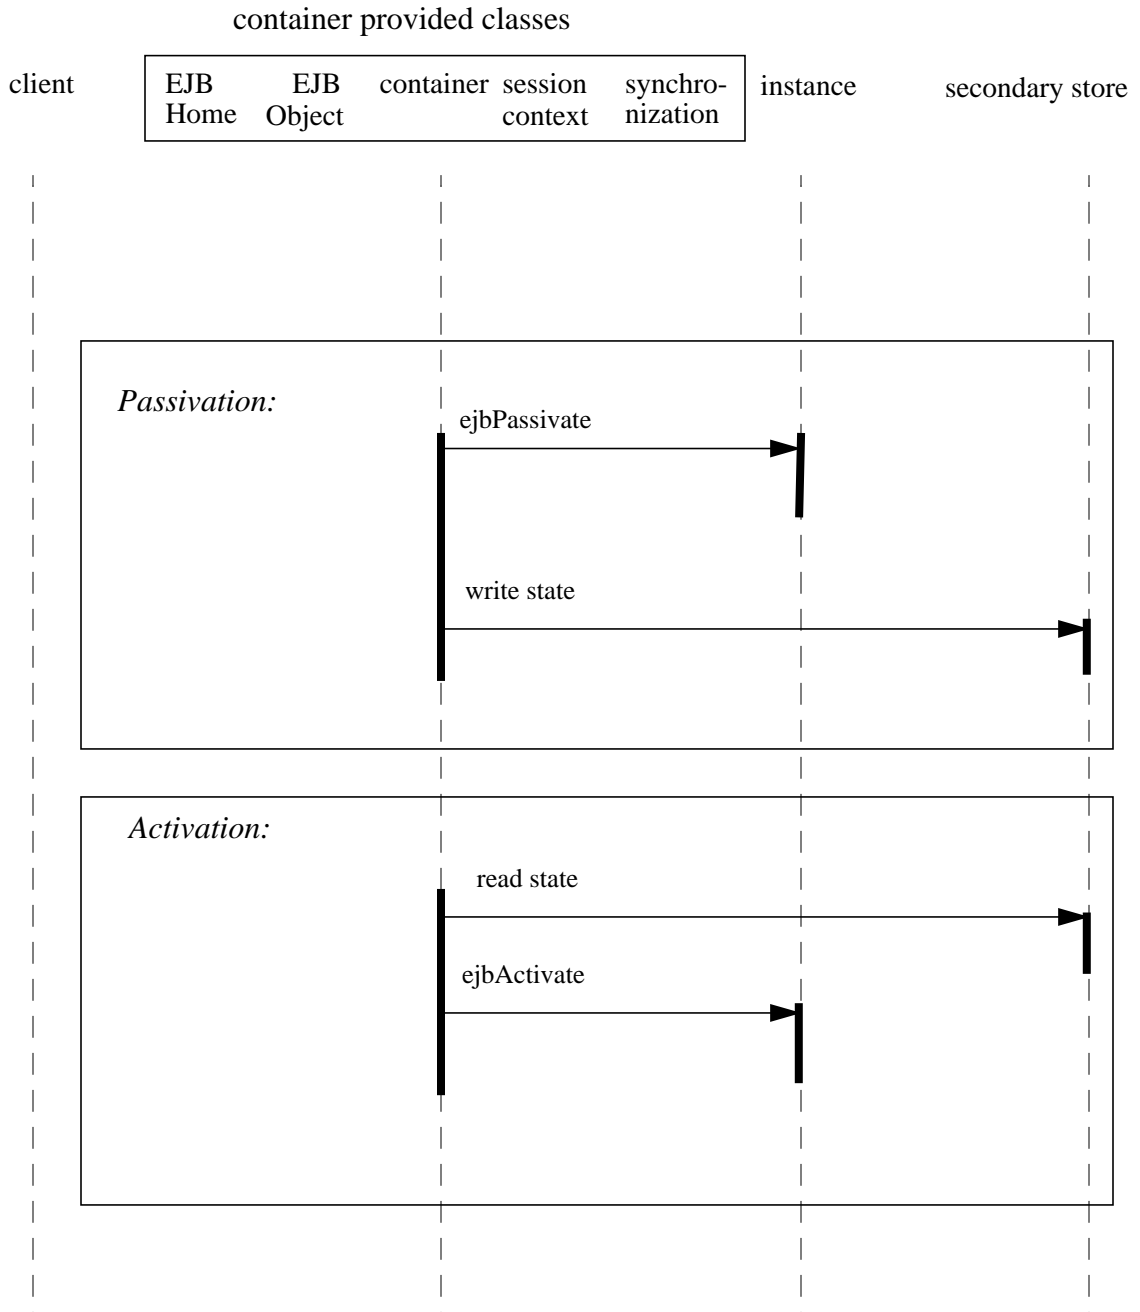 container provided classes
client EJB EJB container session synchro- instance secondary store
Home Object context nization
Passivation:
ejbPassivate
write state
Activation:
read state
ejbActivate